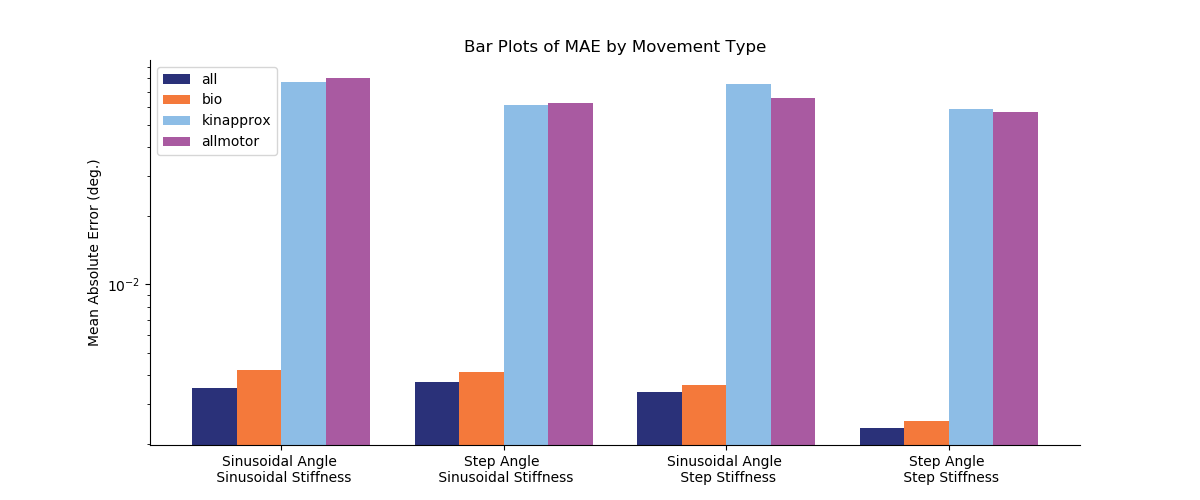 Bar Plots of MAE by Movement Type
all
bio
kinapprox
allmotor
Mean Absolute Error (deg.)
10⁻²
Sinusoidal Angle
Sinusoidal Stiffness
Step Angle
Sinusoidal Stiffness
Sinusoidal Angle
Step Stiffness
Step Angle
Step Stiffness